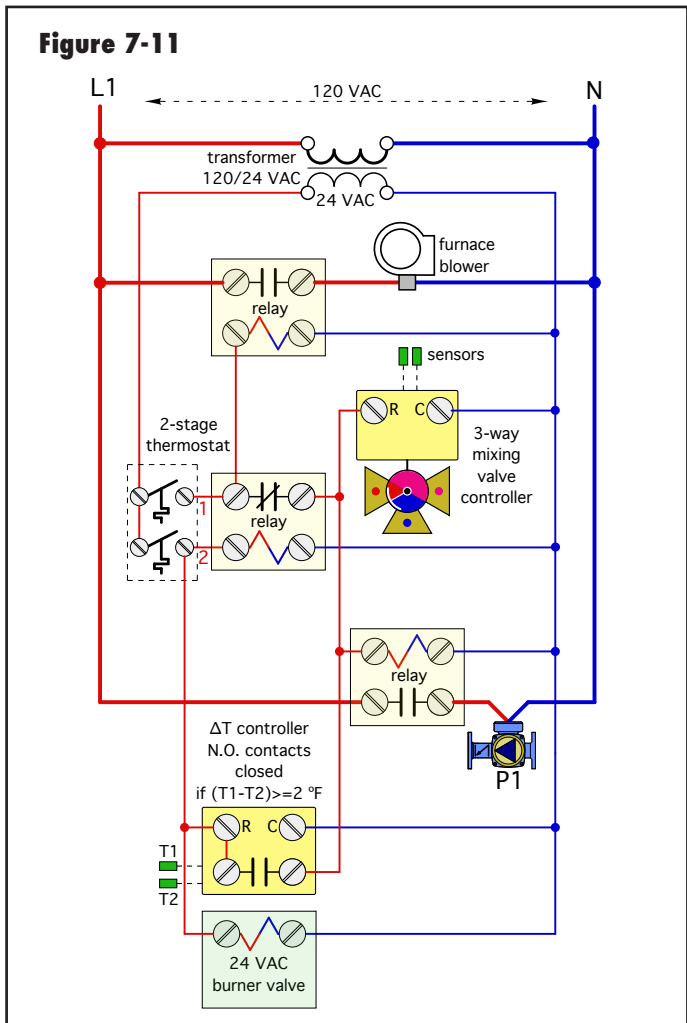 Figure 7-11
L1
120 VAC
N
transformer
120/24 VAC
24 VAC
furnace
blower
relay
sensors
R
C
2-stage
thermostat
3-way
mixing
valve
controller
1
relay
2
relay
ΔT controller
N.O. contacts
closed
if (T1-T2)>=2 ºF
P1
R
C
T1
T2
24 VAC
burner valve